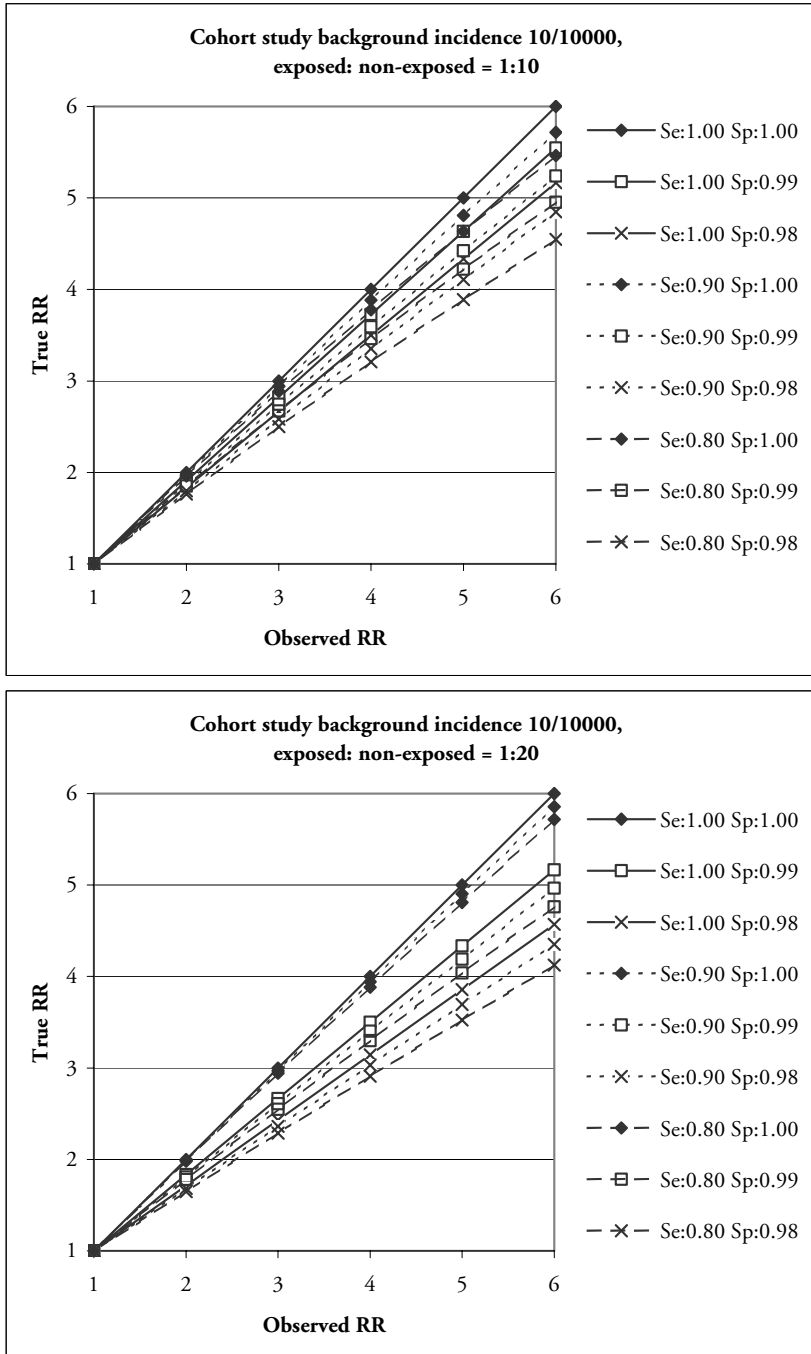 Cohort study background incidence 10/10000,
exposed: non-exposed = 1:10
6
5
4
3
2
1
True RR
1 2 3 4 5 6
Observed RR
Se:1.00 Sp:1.00
Se:1.00 Sp:0.99
Se:1.00 Sp:0.98
Se:0.90 Sp:1.00
Se:0.90 Sp:0.99
Se:0.90 Sp:0.98
Se:0.80 Sp:1.00
Se:0.80 Sp:0.99
Se:0.80 Sp:0.98
Cohort study background incidence 10/10000,
exposed: non-exposed = 1:20
6
5
4
3
2
1
True RR
1 2 3 4 5 6
Observed RR
Se:1.00 Sp:1.00
Se:1.00 Sp:0.99
Se:1.00 Sp:0.98
Se:0.90 Sp:1.00
Se:0.90 Sp:0.99
Se:0.90 Sp:0.98
Se:0.80 Sp:1.00
Se:0.80 Sp:0.99
Se:0.80 Sp:0.98